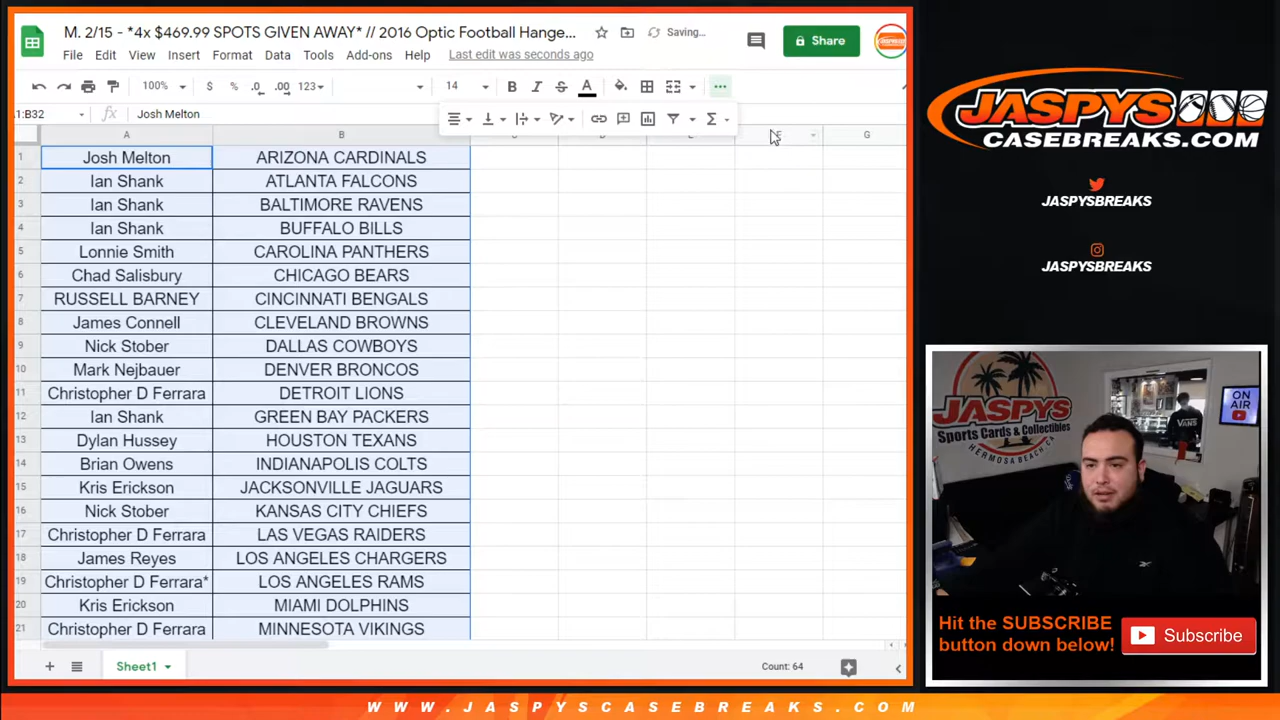 M. 2/15 - *4x $469.99 SPOTS GIVEN AWAY* // 2016 Optic Football Hange...
Saving...
Share
File Edit View Insert Format Data Tools Add-ons Help Last edit was seconds ago
100% $ % .0 .00 123 14 B I S A
:B32 fx Josh Melton
A B G
1 Josh Melton ARIZONA CARDINALS
2 Ian Shank ATLANTA FALCONS
3 Ian Shank BALTIMORE RAVENS
4 Ian Shank BUFFALO BILLS
5 Lonnie Smith CAROLINA PANTHERS
6 Chad Salisbury CHICAGO BEARS
7 RUSSELL BARNEY CINCINNATI BENGALS
8 James Connell CLEVELAND BROWNS
9 Nick Stober DALLAS COWBOYS
10 Mark Nejbauer DENVER BRONCOS
11 Christopher D Ferrara DETROIT LIONS
12 Ian Shank GREEN BAY PACKERS
13 Dylan Hussey HOUSTON TEXANS
14 Brian Owens INDIANAPOLIS COLTS
15 Kris Erickson JACKSONVILLE JAGUARS
16 Nick Stober KANSAS CITY CHIEFS
17 Christopher D Ferrara LAS VEGAS RAIDERS
18 James Reyes LOS ANGELES CHARGERS
19 Christopher D Ferrara* LOS ANGELES RAMS
20 Kris Erickson MIAMI DOLPHINS
21 Christopher D Ferrara MINNESOTA VIKINGS
Sheet1
Count: 64
JASPYS
CASEBREAKS.COM
JASPYSBREAKS
JASPYSBREAKS
JASPYS
Sports Cards & Collectibles
HERMOSA BEACH CA
VANS
ON
AIR
Hit the SUBSCRIBE
button down below!
Subscribe
WWW.JASPYSCASEBREAKS.COM